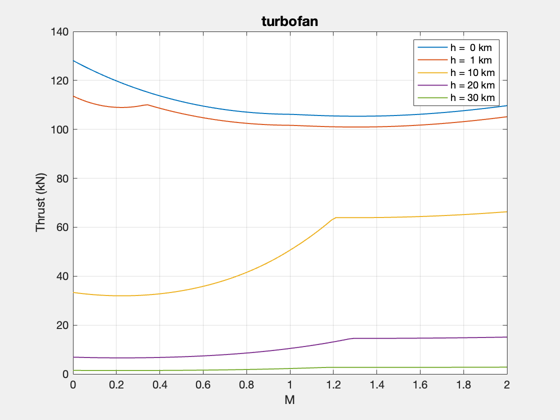 turbofan
140
120
100
80
60
40
20
0
Thrust (kN)
h = 0 km
h = 1 km
h = 10 km
h = 20 km
h = 30 km
0 0.2 0.4 0.6 0.8 1 1.2 1.4 1.6 1.8 2
M